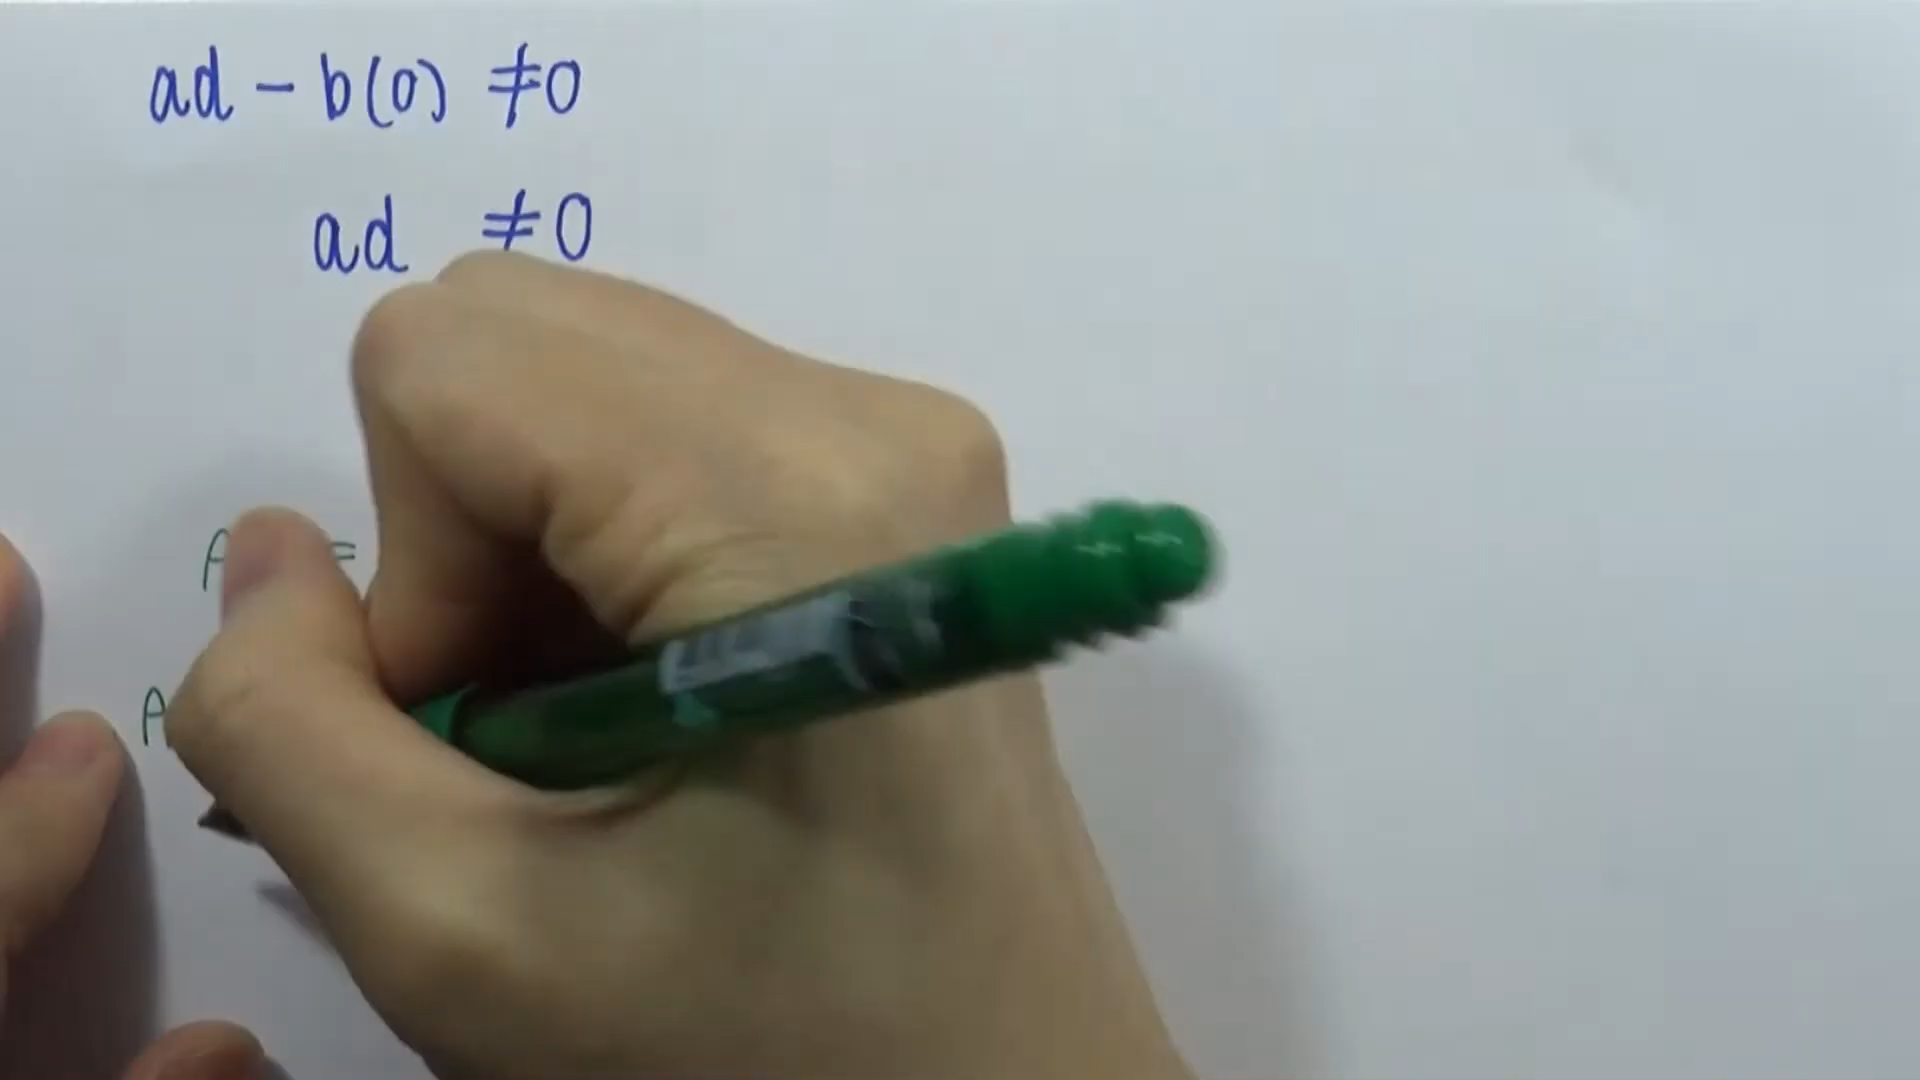 ad - b(0) ≠0
ad ≠0
A =
A